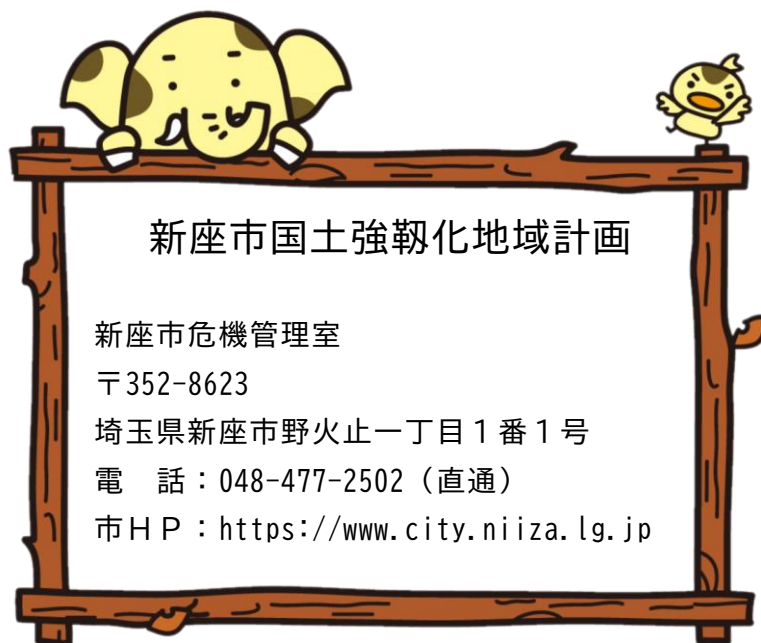 新座市国土強靱化地域計画
新座市危機管理室
〒352-8623
埼玉県新座市野火止一丁目１番１号
電　話：048-477-2502（直通）
市ＨＰ：https://www.city.niiza.lg.jp